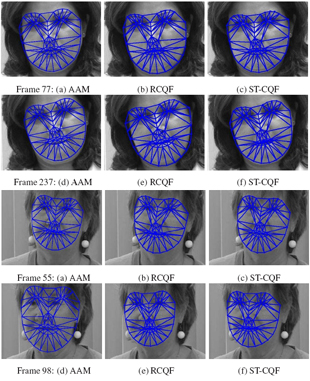 Frame 77: (a) AAM (b) RCQF (c) ST-CQF
Frame 237: (d) AAM (e) RCQF (f) ST-CQF
Frame 55: (a) AAM (b) RCQF (c) ST-CQF
Frame 98: (d) AAM (e) RCQF (f) ST-CQF